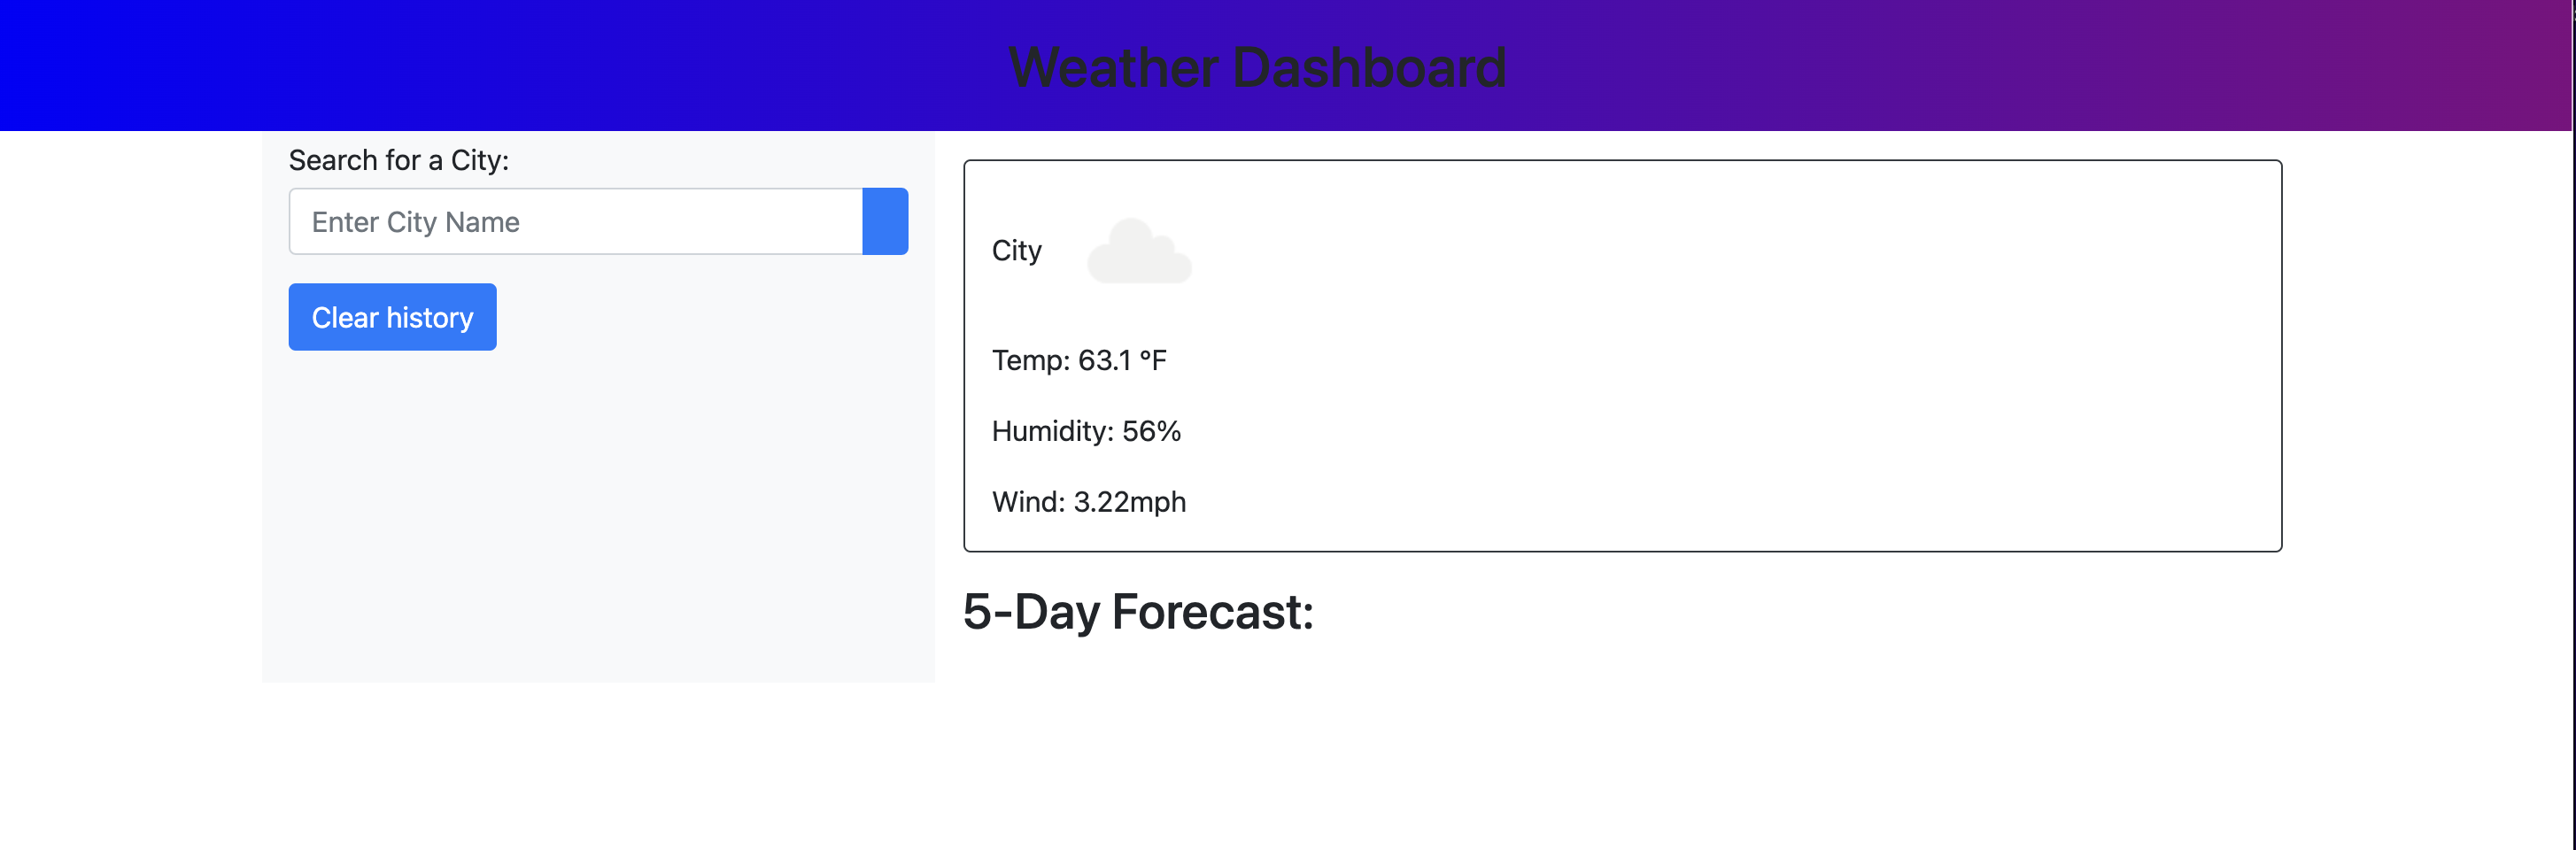 Weather Dashboard
Search for a City:
Enter City Name
Clear history
City
Temp: 63.1 °F
Humidity: 56%
Wind: 3.22mph
5-Day Forecast: